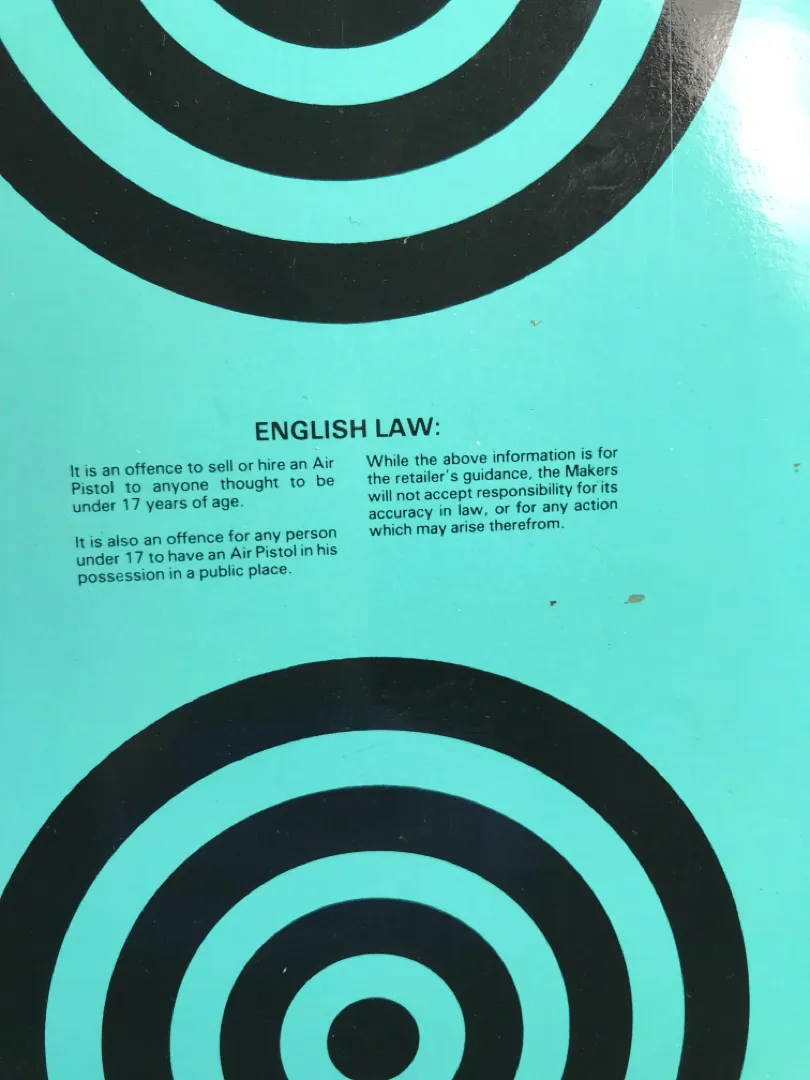 ENGLISH LAW:
It is an offence to sell or hire an Air
Pistol to anyone thought to be
under 17 years of age.
It is also an offence for any person
under 17 to have an Air Pistol in his
possession in a public place.
While the above information is for
the retailer's guidance, the Makers
will not accept responsibility for its
accuracy in law, or for any action
which may arise therefrom.